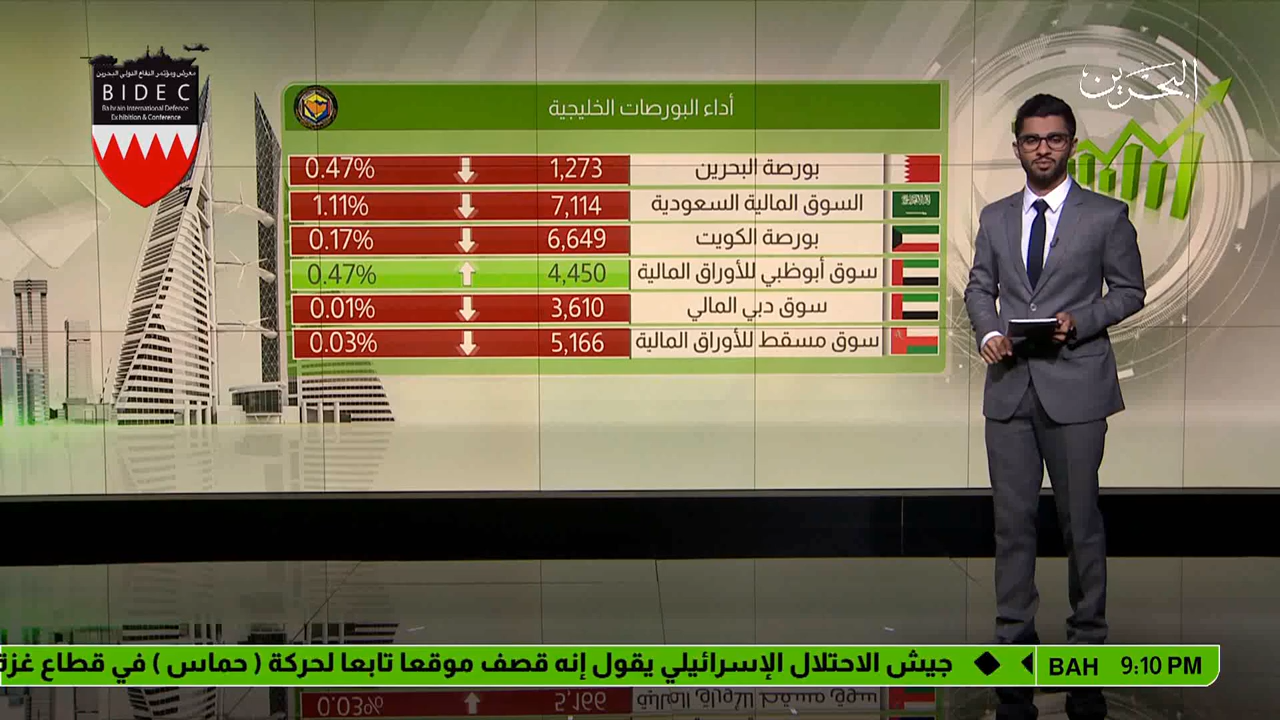 معرض ومؤتمر الدفاع الدولي البحرين
BIDEC
Bahrain International Defence
Exhibition & Conference
البحرين
أداء البورصات الخليجية
بورصة البحرين 1,273 0.47%
السوق المالية السعودية 7,114 1.11%
بورصة الكويت 6,649 0.17%
سوق أبوظبي للأوراق المالية 4,450 0.47%
سوق دبي المالي 3,610 0.01%
سوق مسقط للأوراق المالية 5,166 0.03%
BAH 9:10 PM
جيش الاحتلال الإسرائيلي يقول إنه قصف موقعا تابعا لحركة ( حماس ) في قطاع غزة